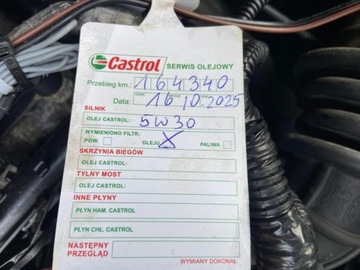 Castrol SERWIS OLEJOWY
Przebieg km.: 164340
Data: 16.10.2025
SILNIK
OLEJ CASTROL: 5W30
WYMIENIONO FILTR:
POW. OLEJU X PALIWA
SKRZYNIA BIEGÓW
OLEJ CASTROL:
TYLNY MOST
OLEJ CASTROL:
INNE PŁYNY
PŁYN HAM. CASTROL
PŁYN CHŁ. CASTROL
NASTĘPNY
PRZEGLĄD
WYMIANY DOKONAŁ